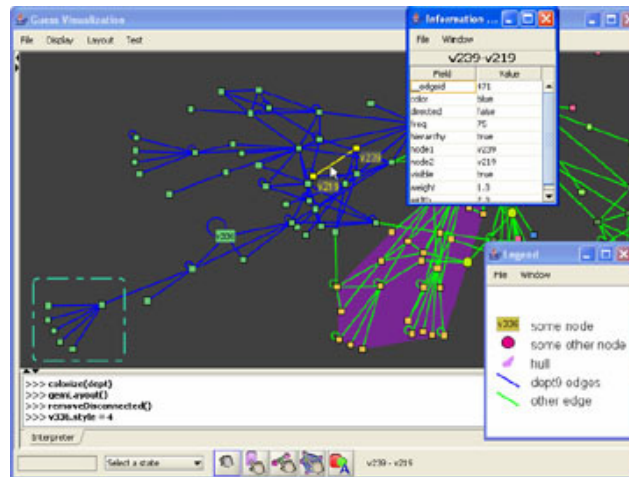 Guess Visualization
File Display Layout Test
Information ...
File Window
v239-v219
Field Value
__edgeid 471
color blue
directed false
freq 75
hierarchy true
node1 v239
node2 v219
visible true
weight 1.3
v239
v219
v336
Legend
File Window
v336 some node
some other node
hull
dept9 edges
other edge
>>> colorize(dept)
>>> gemLayout()
>>> removeDisconnected()
>>> v336.style = 4
Interpreter
Select a state
v239 - v219